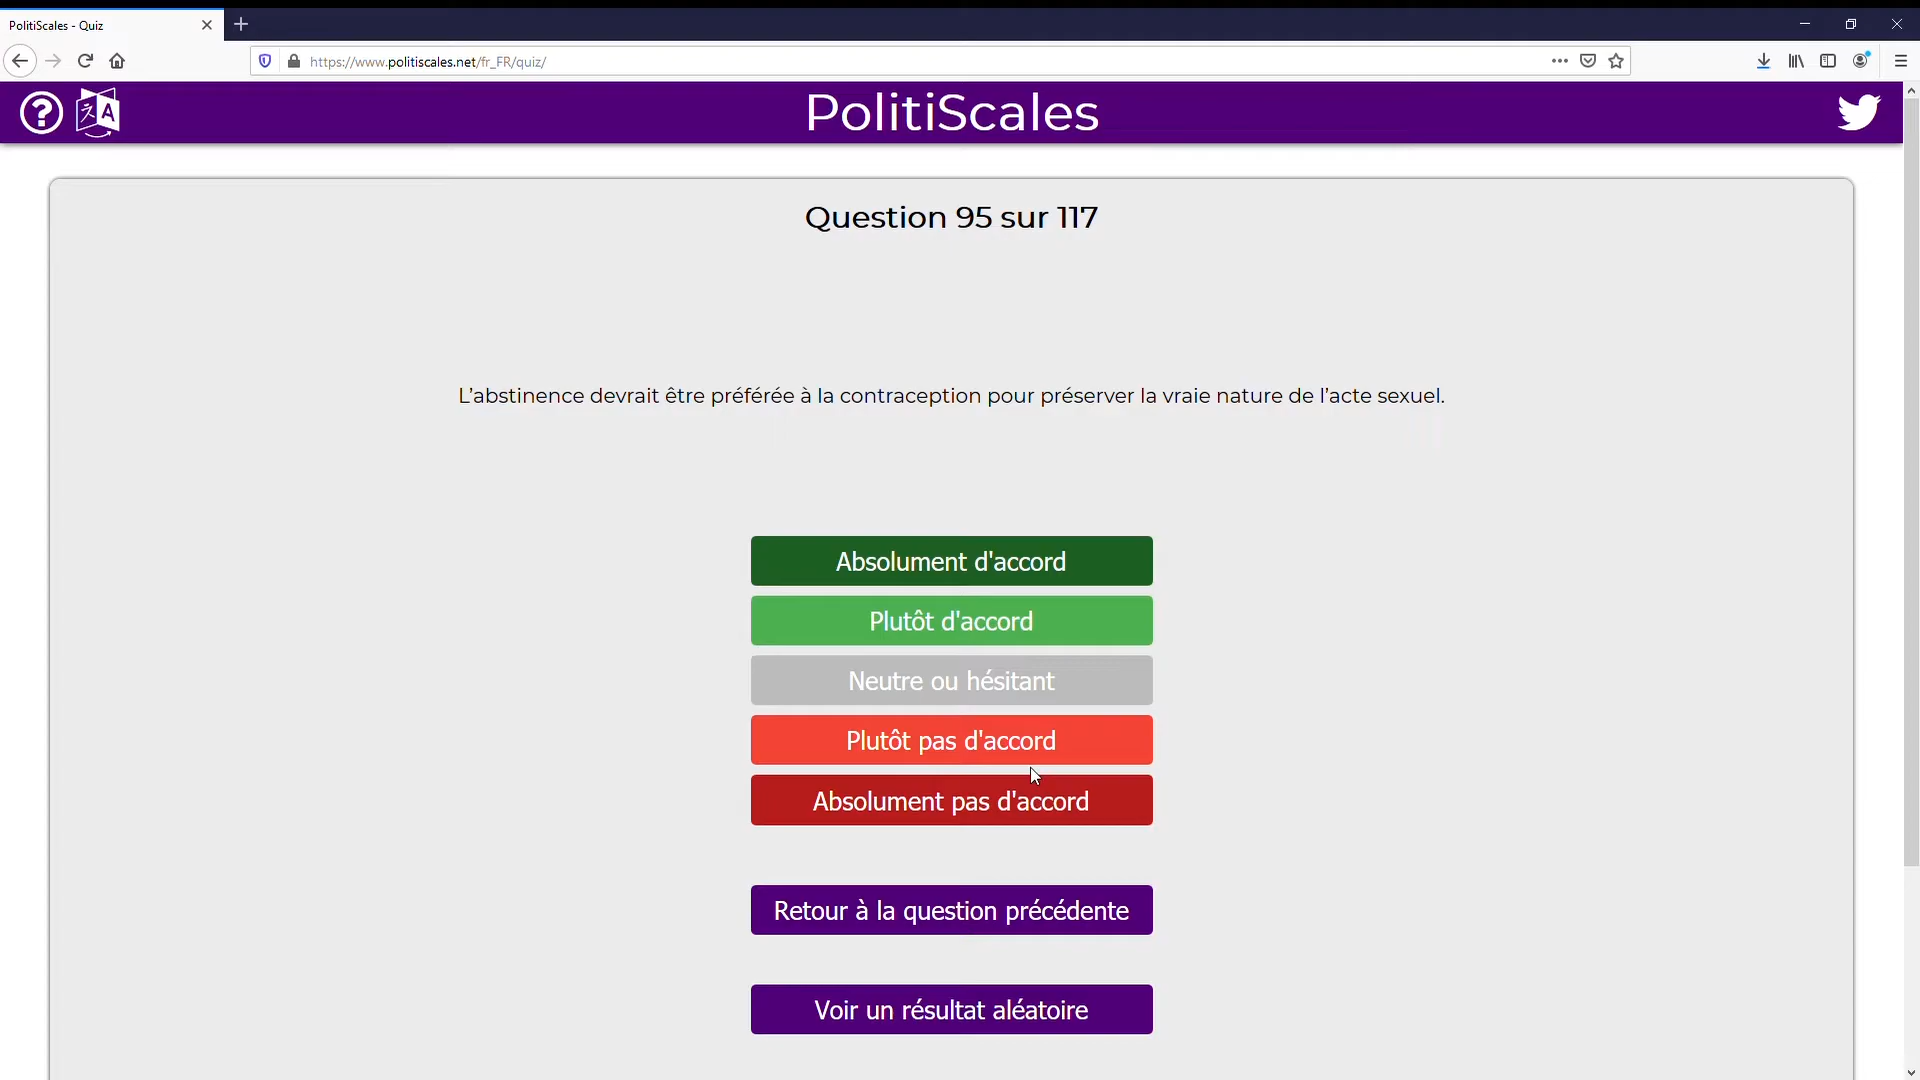 PolitiScales - Quiz
https://www.politiscales.net/fr_FR/quiz/
PolitiScales
Question 95 sur 117
L’abstinence devrait être préférée à la contraception pour préserver la vraie nature de l’acte sexuel.
Absolument d'accord
Plutôt d'accord
Neutre ou hésitant
Plutôt pas d'accord
Absolument pas d'accord
Retour à la question précédente
Voir un résultat aléatoire